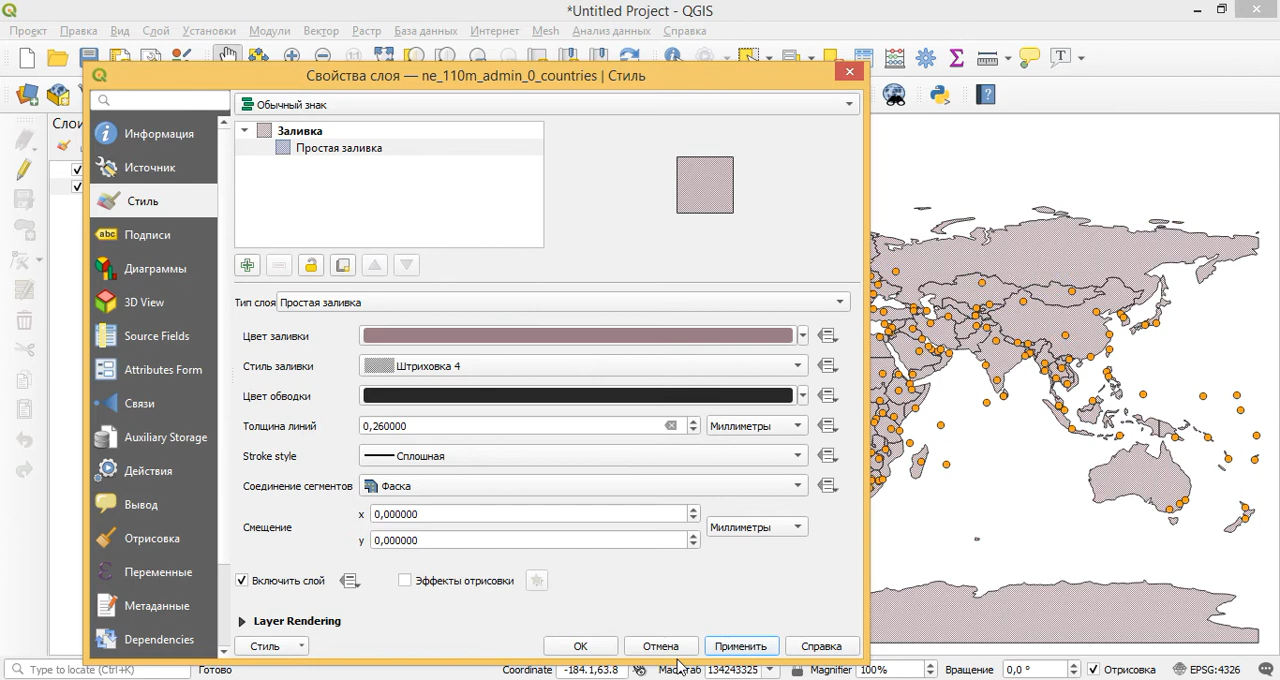 *Untitled Project - QGIS
Проект Правка Вид Слой Установки Модули Вектор Растр База данных Интернет Mesh Анализ данных Справка
Свойства слоя — ne_110m_admin_0_countries | Стиль
Обычный знак
Информация
Источник
Стиль
Подписи
Диаграммы
3D View
Source Fields
Attributes Form
Связи
Auxiliary Storage
Действия
Вывод
Отрисовка
Переменные
Метаданные
Dependencies
Заливка
Простая заливка
Тип слоя Простая заливка
Цвет заливки
Стиль заливки Штриховка 4
Цвет обводки
Толщина линий 0,260000 Миллиметры
Stroke style Сплошная
Соединение сегментов Фаска
Смещение x 0,000000 Миллиметры
y 0,000000
Включить слой Эффекты отрисовки
Layer Rendering
Стиль OK Отмена Применить Справка
Type to locate (Ctrl+K) Готово Coordinate -184.1,63.8 134243325 Magnifier 100% Вращение 0,0 ° Отрисовка EPSG:4326